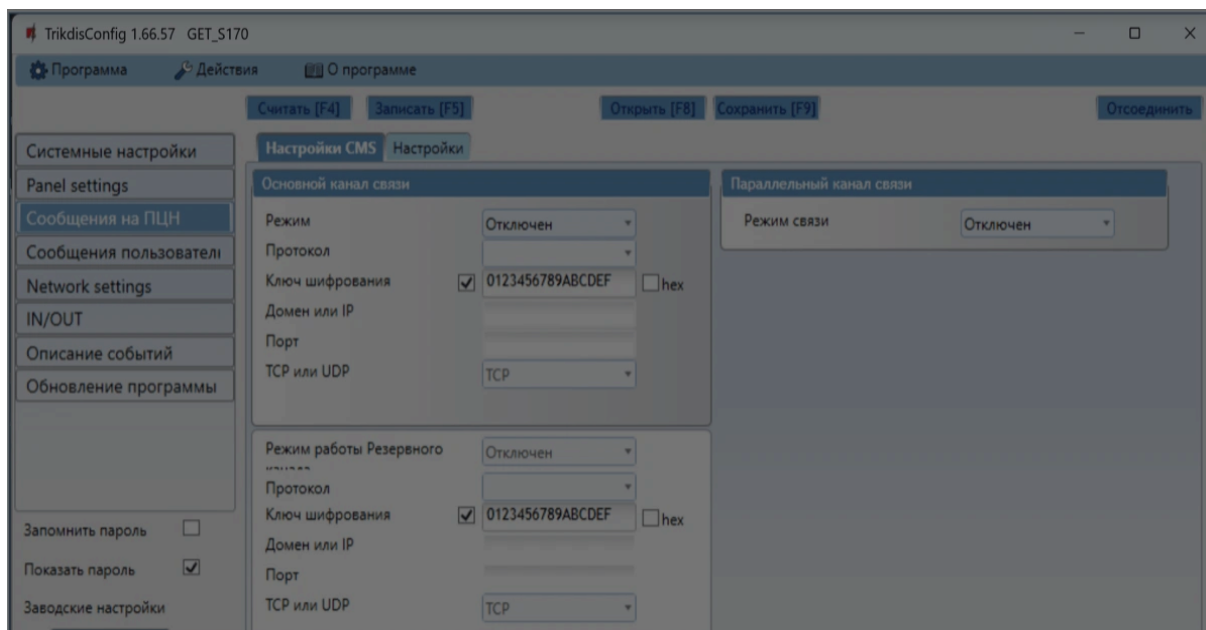 TrikdisConfig 1.66.57 GET_S170
Программа Действия О программе
Считать [F4] Записать [F5] Открыть [F8] Сохранить [F9] Отсоединить
Системные настройки
Panel settings
Сообщения на ПЦН
Сообщения пользовател
Network settings
IN/OUT
Описание событий
Обновление программы
Запомнить пароль
Показать пароль
Заводские настройки
Настройки CMS Настройки
Основной канал связи
Режим Отключен
Протокол
Ключ шифрования 0123456789ABCDEF hex
Домен или IP
Порт
TCP или UDP TCP
Режим работы Резервного Отключен
Протокол
Ключ шифрования 0123456789ABCDEF hex
Домен или IP
Порт
TCP или UDP TCP
Параллельный канал связи
Режим связи Отключен